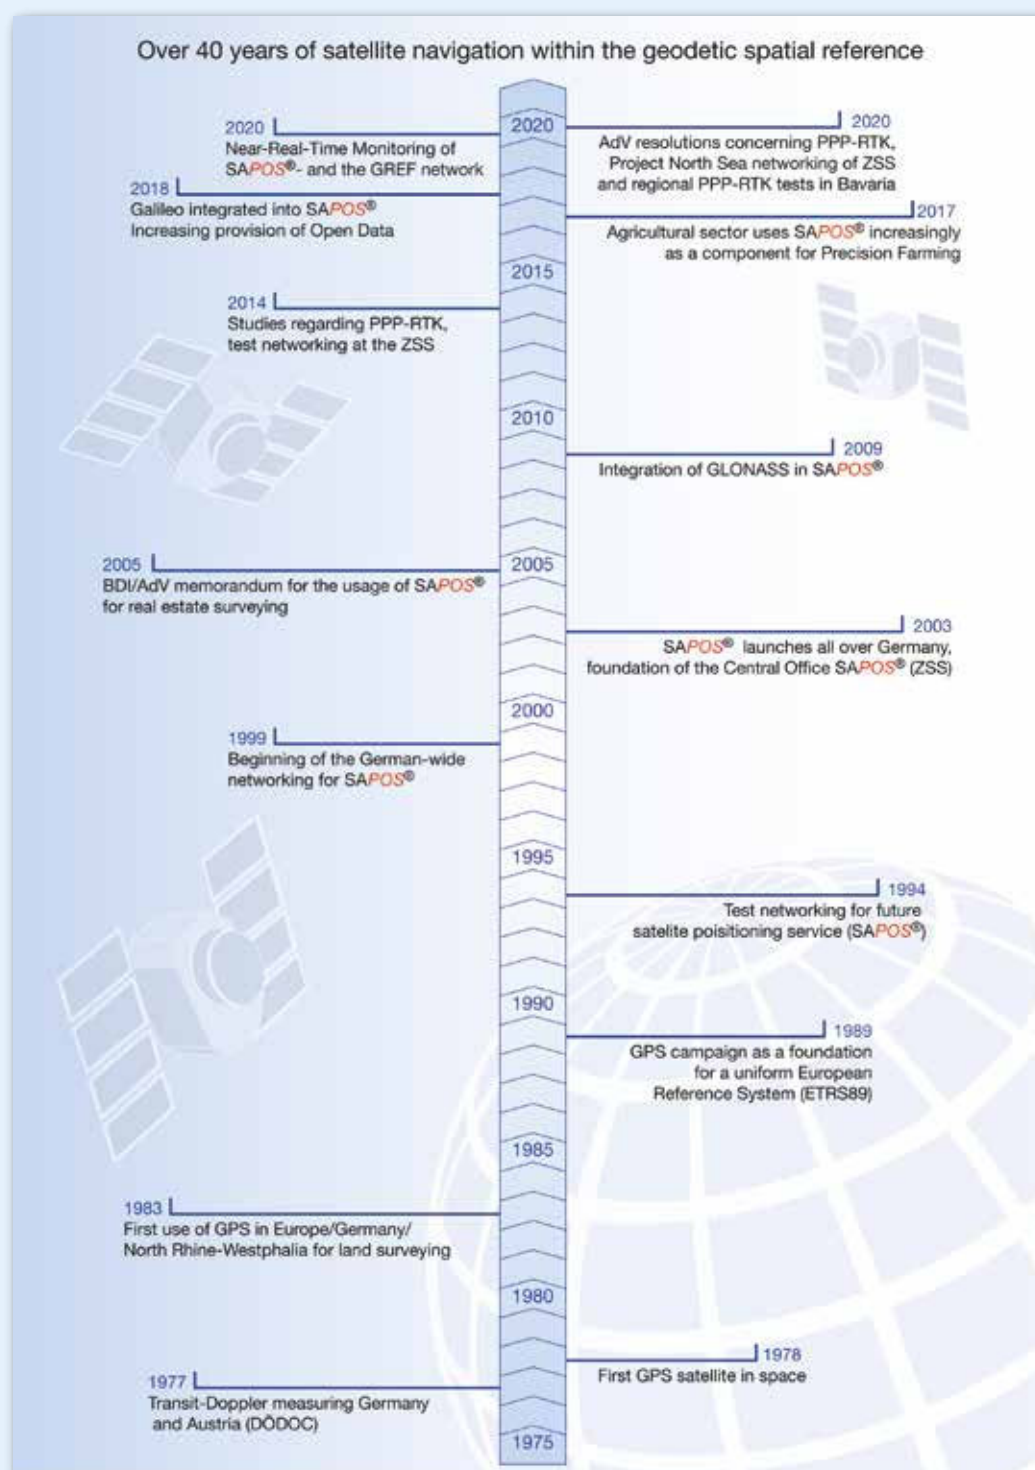 Over 40 years of satellite navigation within the geodetic spatial reference
2020
2020
Near-Real-Time Monitoring of
SAPOS®- and the GREF network
2020
AdV resolutions concerning PPP-RTK,
Project North Sea networking of ZSS
and regional PPP-RTK tests in Bavaria
2018
Galileo integrated into SAPOS®
Increasing provision of Open Data
2017
Agricultural sector uses SAPOS® increasingly
as a component for Precision Farming
2015
2014
Studies regarding PPP-RTK,
test networking at the ZSS
2010
2009
Integration of GLONASS in SAPOS®
2005
BDI/AdV memorandum for the usage of SAPOS®
for real estate surveying
2005
2003
SAPOS® launches all over Germany,
foundation of the Central Office SAPOS® (ZSS)
2000
1999
Beginning of the German-wide
networking for SAPOS®
1995
1994
Test networking for future
satelite poisitioning service (SAPOS®)
1990
1989
GPS campaign as a foundation
for a uniform European
Reference System (ETRS89)
1985
1983
First use of GPS in Europe/Germany/
North Rhine-Westphalia for land surveying
1980
1978
First GPS satellite in space
1977
Transit-Doppler measuring Germany
and Austria (DÖDOC)
1975